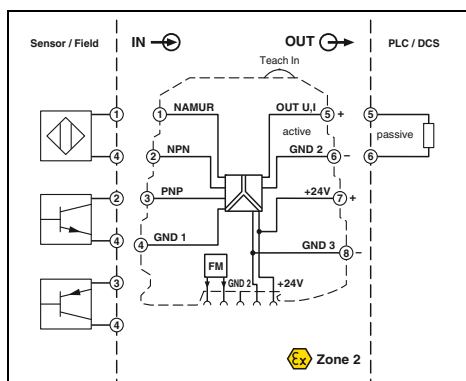 Sensor / Field
IN
OUT
PLC / DCS
Teach In
1
4
2
4
3
4
1
NAMUR
2
NPN
3
PNP
4
GND 1
OUT U,I
5
+
active
GND 2
6
–
+24V
7
+
GND 3
8
–
FM
GND 2
+24V
5
passive
6
Ex
Zone 2